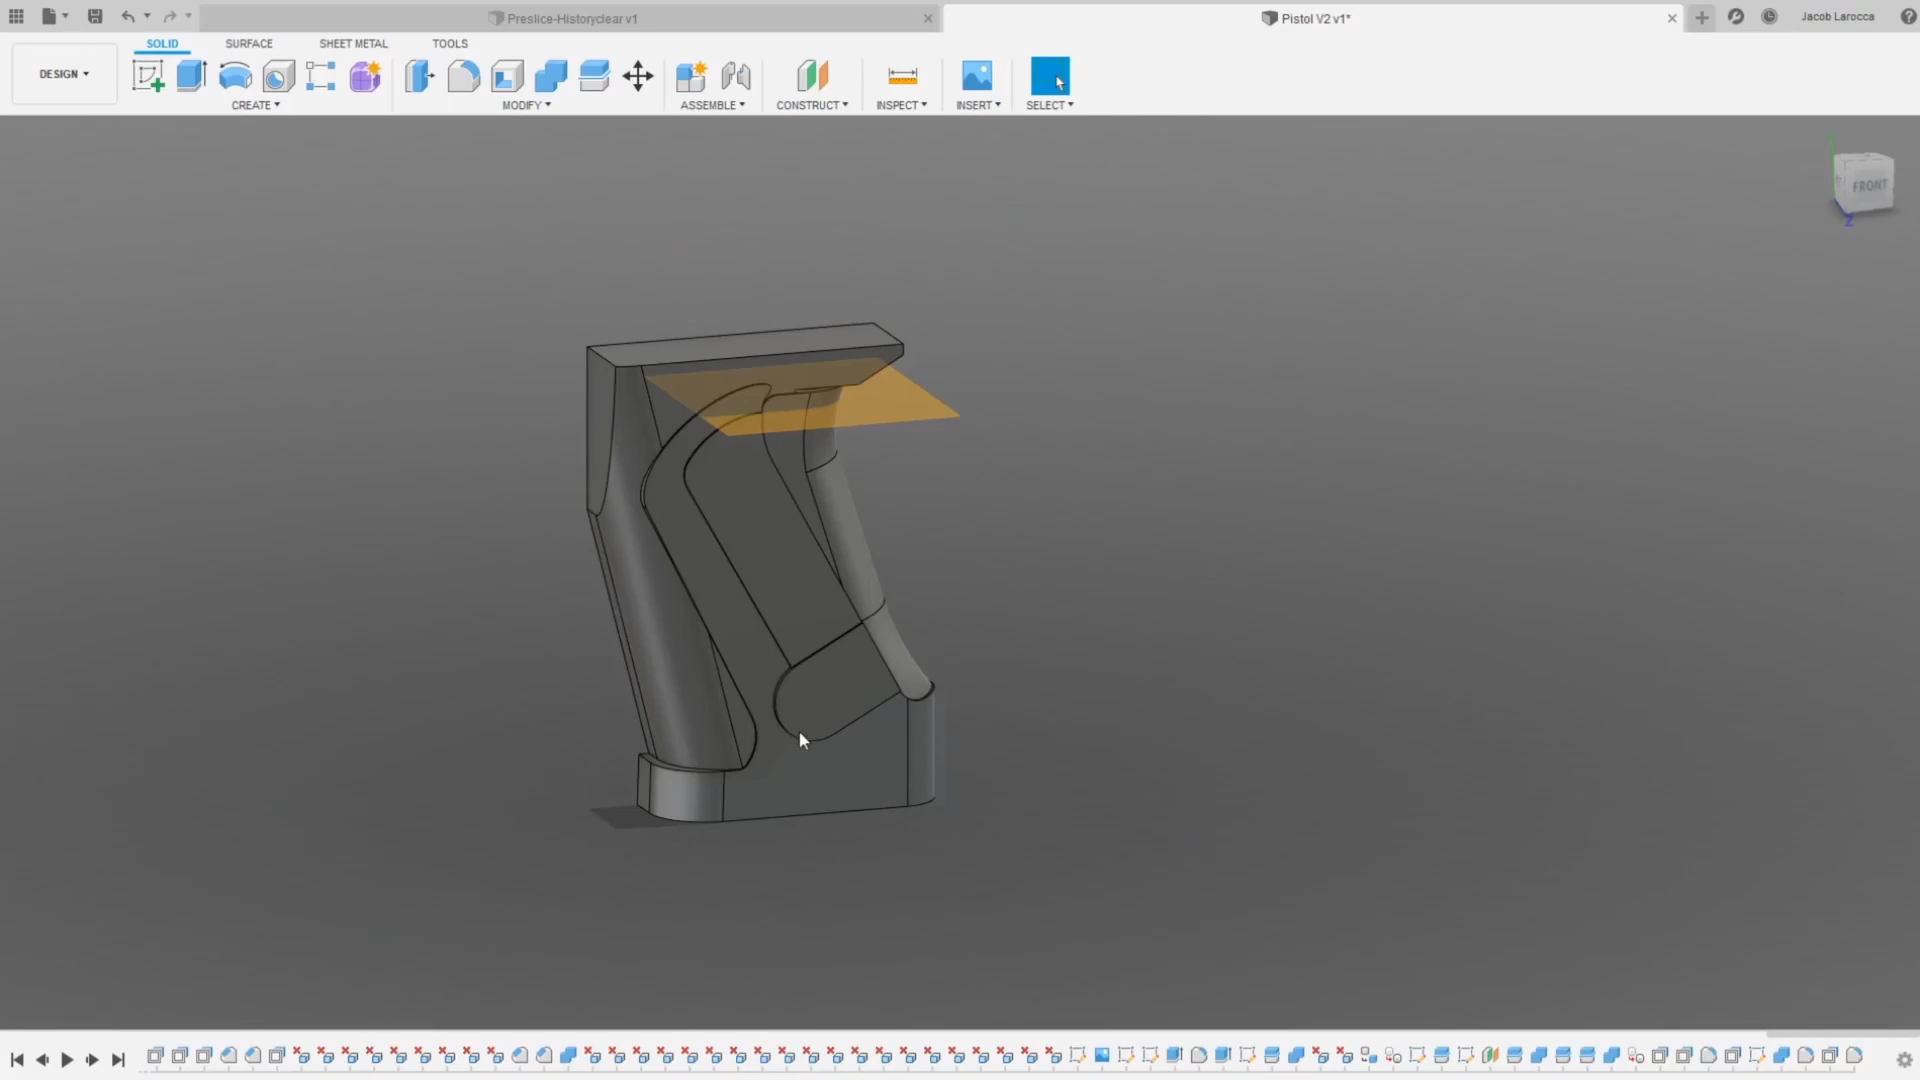 Preslice-Historyclear v1
Pistol V2 v1*
Jacob Larocca
SOLID
SURFACE
SHEET METAL
TOOLS
DESIGN
CREATE
MODIFY
ASSEMBLE
CONSTRUCT
INSPECT
INSERT
SELECT
FRONT
Z